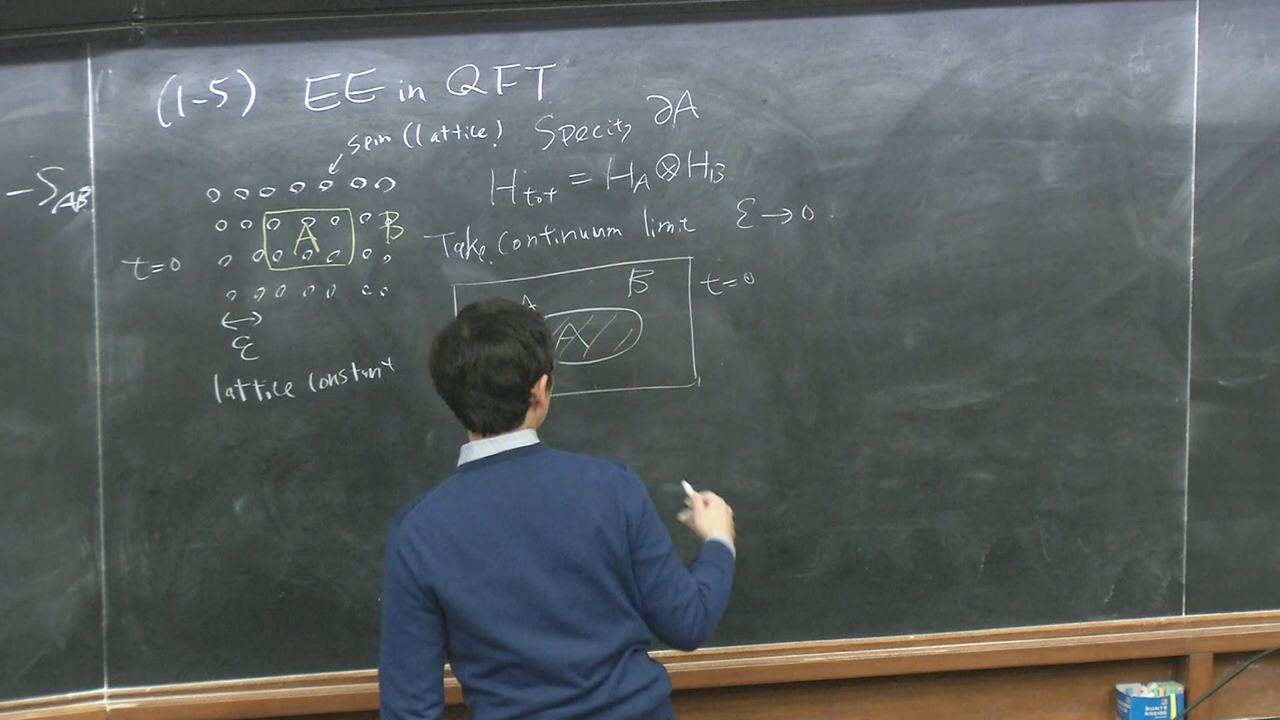 (1-5) EE in QFT
spin (lattice)
Specify ∂A
-S_AB
H_tot = H_A ⊗ H_B
A B
t=0
Take continuum limit ε→0
ε
lattice constant
A B t=0
A